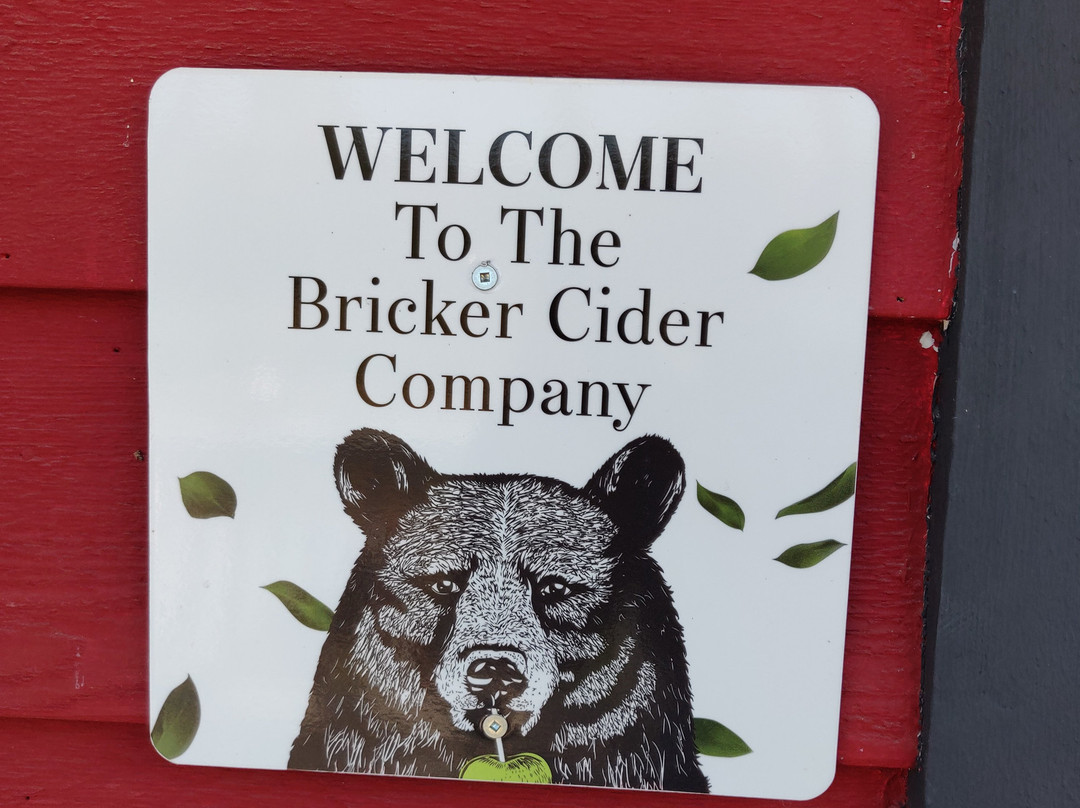 WELCOME
To The
Bricker Cider
Company